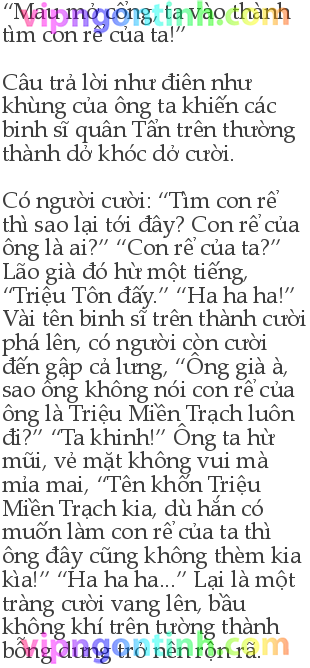 vipngontinh.com
“Mau mở cổng, ta vào thành
tìm con rể của ta!”
Câu trả lời như điên như
khùng của ông ta khiến các
binh sĩ quân Tấn trên thường
thành dở khóc dở cười.
Có người cười: “Tìm con rể
thì sao lại tới đây? Con rể của
ông là ai?” “Con rể của ta?”
Lão già đó hừ một tiếng,
“Triệu Tôn đấy.” “Ha ha ha!”
Vài tên binh sĩ trên thành cười
phá lên, có người còn cười
đến gập cả lưng, “Ông già à,
sao ông không nói con rể của
ông là Triệu Miền Trạch luôn
đi?” “Ta khinh!” Ông ta hừ
mũi, vẻ mặt không vui mà
mỉa mai, “Tên khốn Triệu
Miền Trạch kia, dù hắn có
muốn làm con rể của ta thì
ông đây cũng không thèm kia
kìa!” “Ha ha ha...” Lại là một
tràng cười vang lên, bầu
không khí trên tường thành
bỗng dưng trở nên rộn rã.
vipngontinh.com